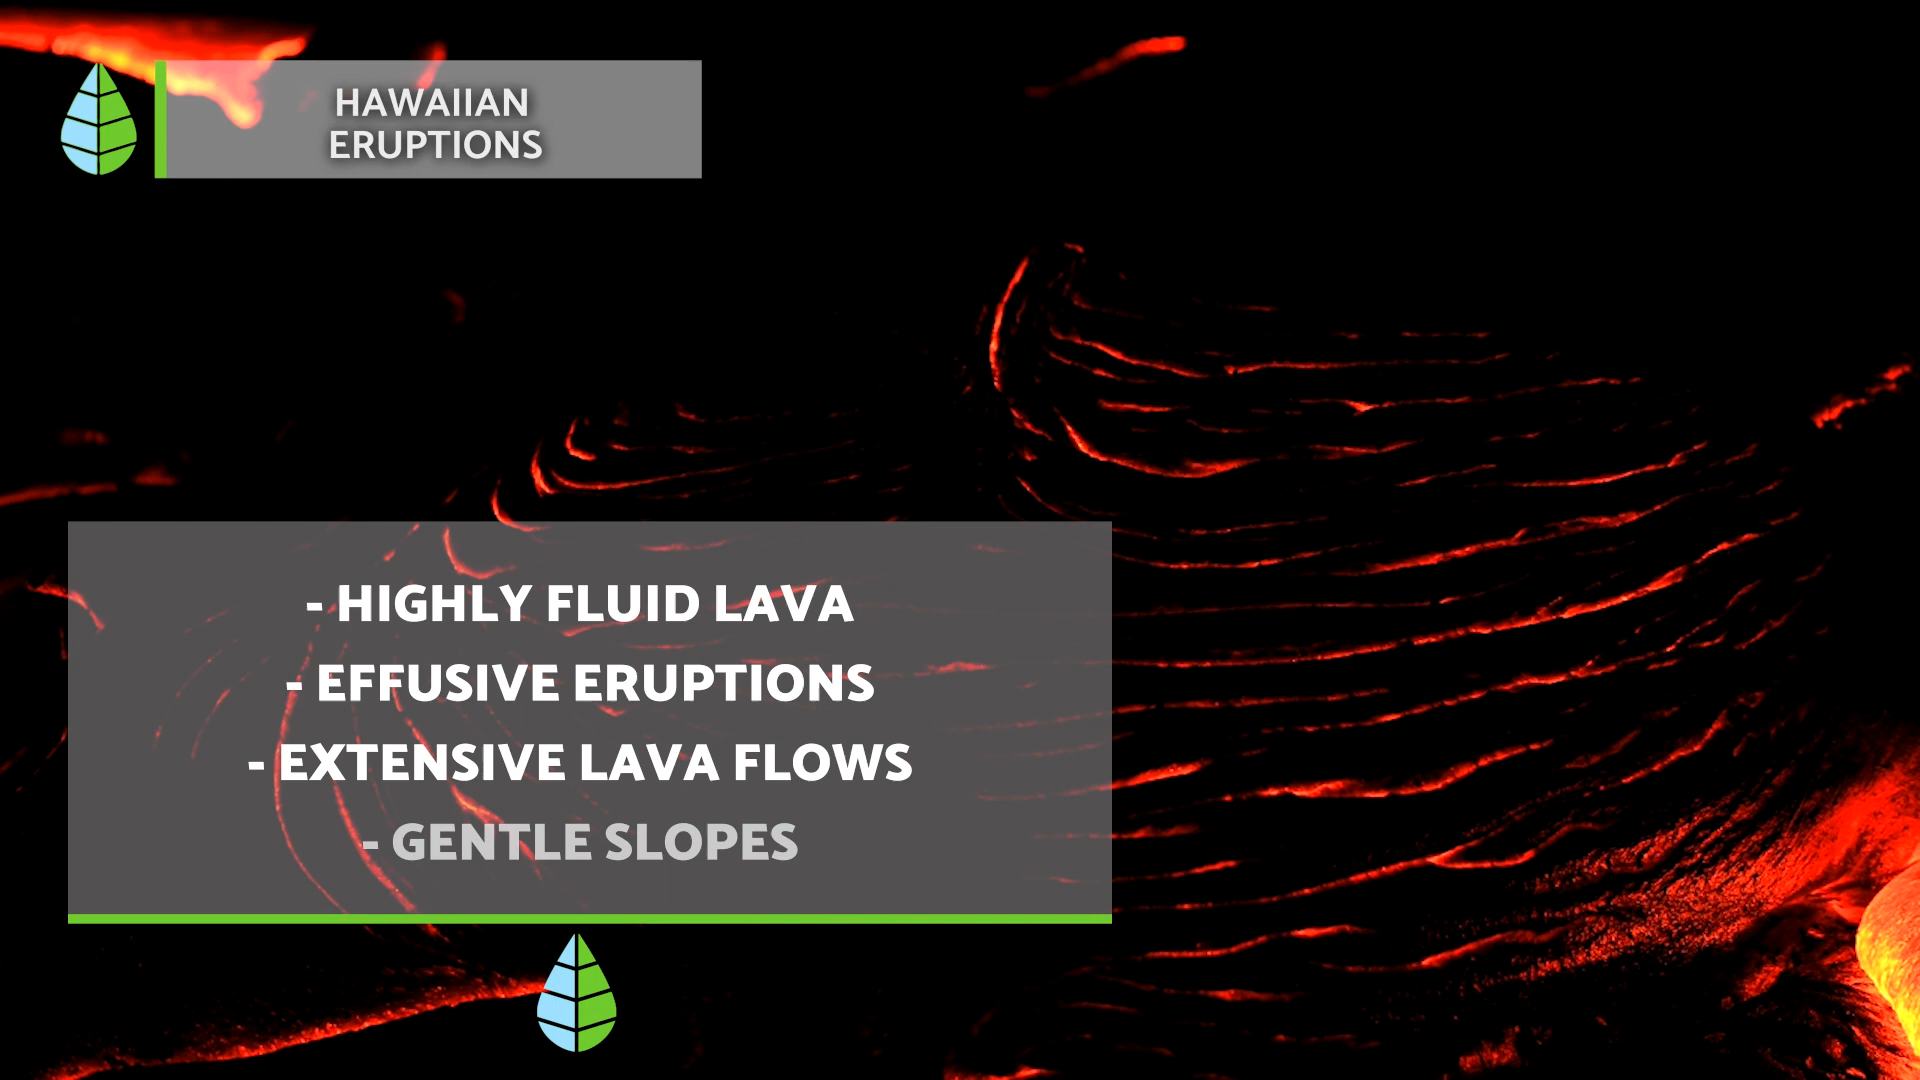 HAWAIIAN
ERUPTIONS
- HIGHLY FLUID LAVA
- EFFUSIVE ERUPTIONS
- EXTENSIVE LAVA FLOWS
- GENTLE SLOPES